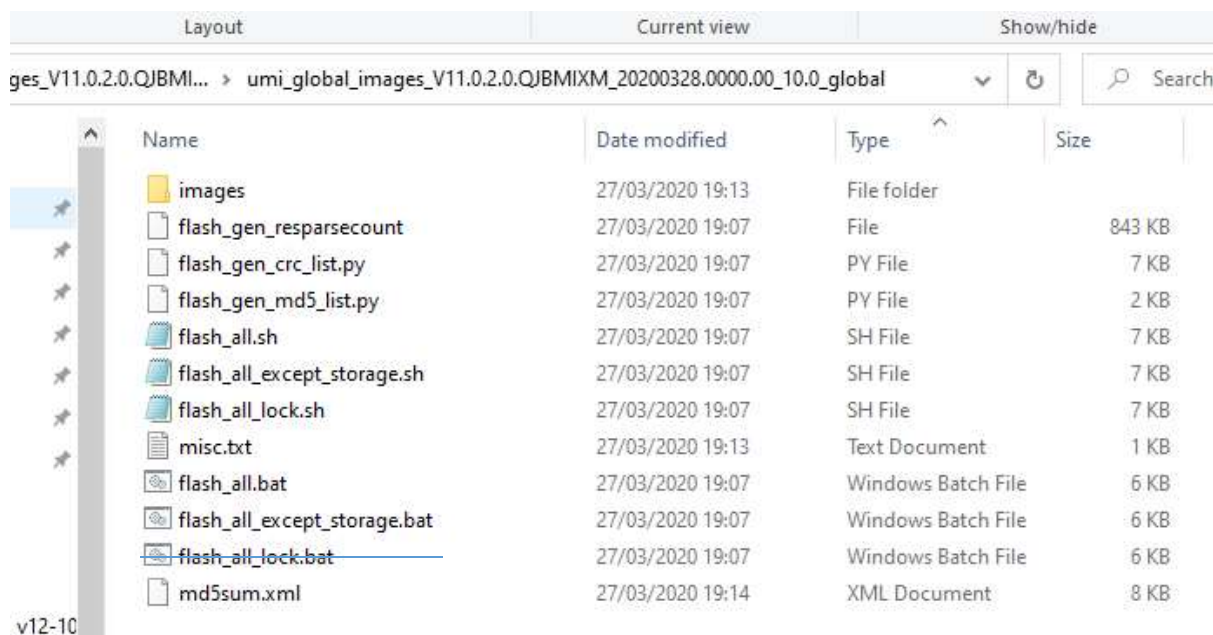 Layout Current view Show/hide
ges_V11.0.2.0.QJBMI... > umi_global_images_V11.0.2.0.QJBMIXM_20200328.0000.00_10.0_global Search
Name Date modified Type Size
images 27/03/2020 19:13 File folder
flash_gen_resparsecount 27/03/2020 19:07 File 843 KB
flash_gen_crc_list.py 27/03/2020 19:07 PY File 7 KB
flash_gen_md5_list.py 27/03/2020 19:07 PY File 2 KB
flash_all.sh 27/03/2020 19:07 SH File 7 KB
flash_all_except_storage.sh 27/03/2020 19:07 SH File 7 KB
flash_all_lock.sh 27/03/2020 19:07 SH File 7 KB
misc.txt 27/03/2020 19:13 Text Document 1 KB
flash_all.bat 27/03/2020 19:07 Windows Batch File 6 KB
flash_all_except_storage.bat 27/03/2020 19:07 Windows Batch File 6 KB
flash_all_lock.bat 27/03/2020 19:07 Windows Batch File 6 KB
md5sum.xml 27/03/2020 19:14 XML Document 8 KB
v12-10